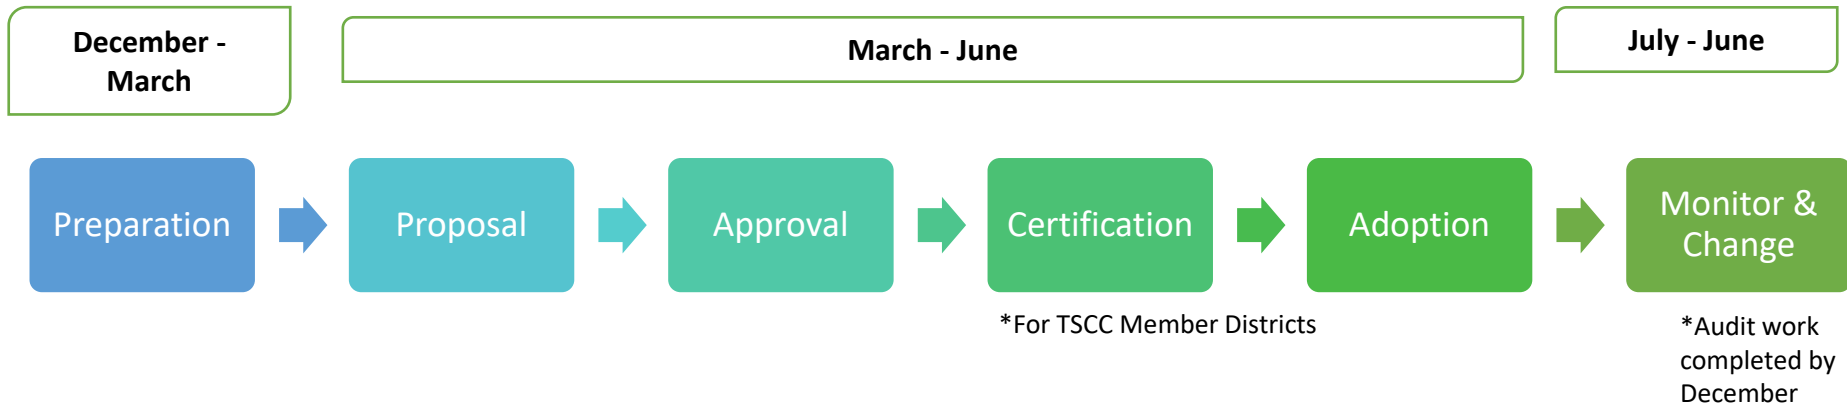 December -
March
March - June
July - June
Preparation
Proposal
Approval
Certification
Adoption
Monitor &
Change
*For TSCC Member Districts
*Audit work
completed by
December